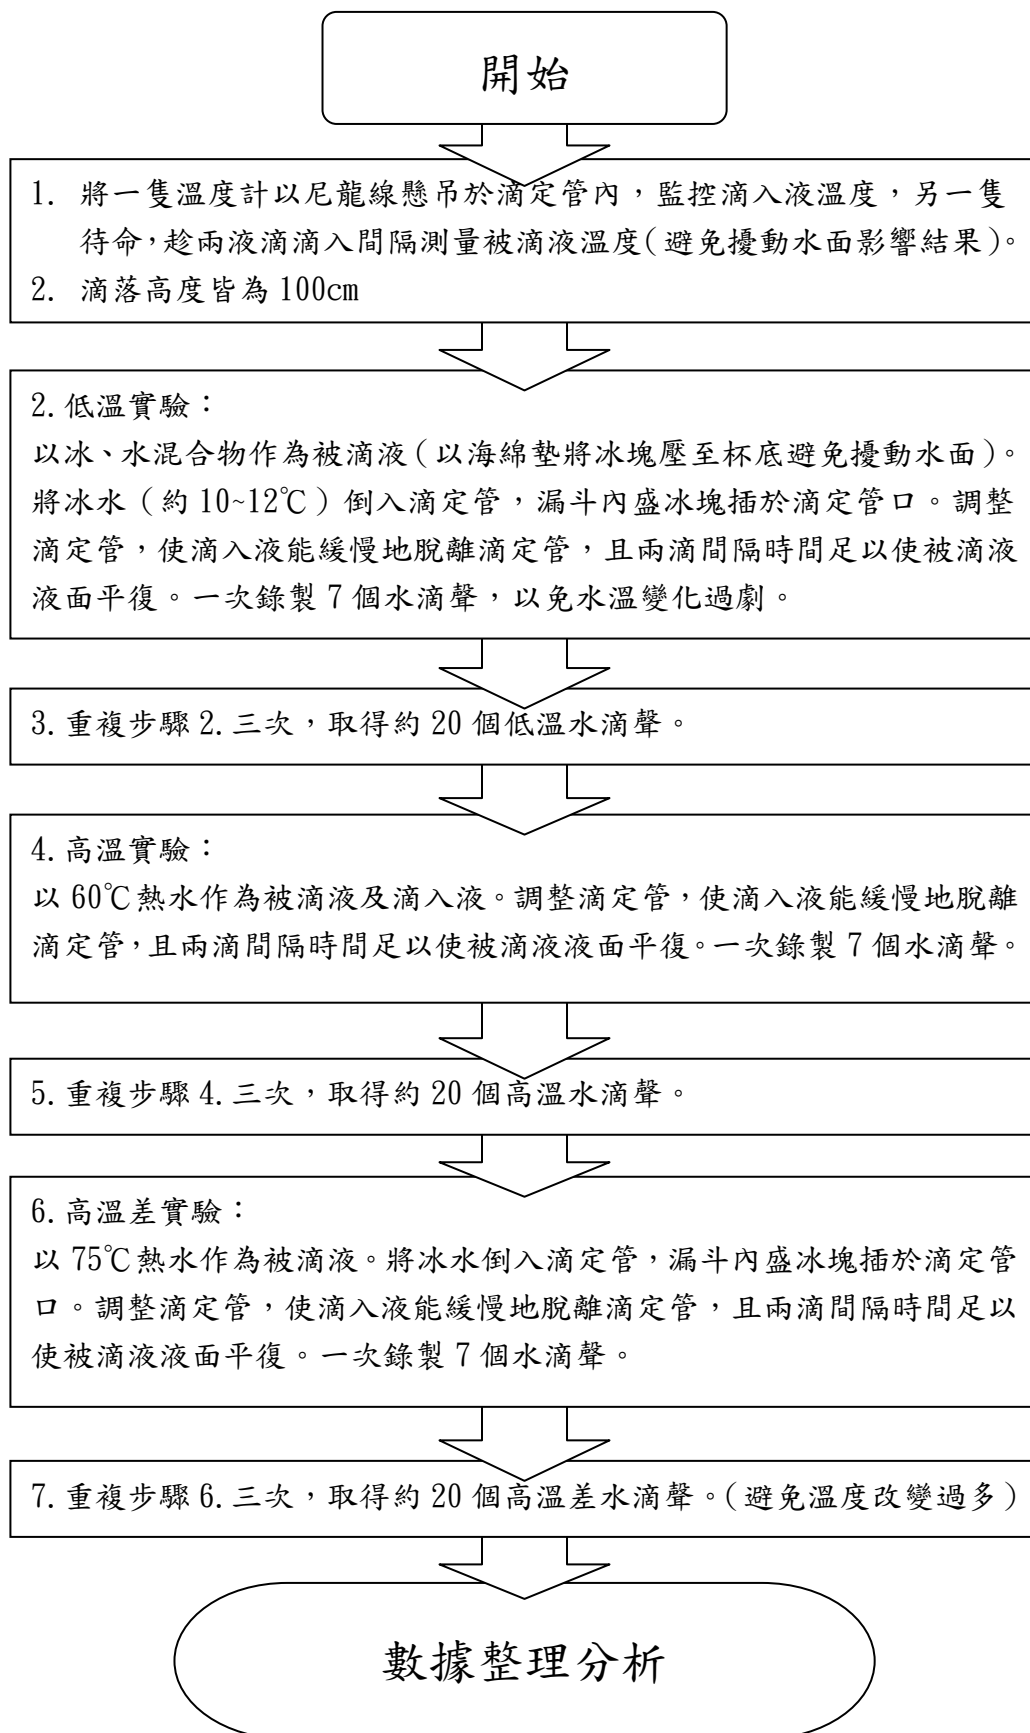 開始
1. 將一隻溫度計以尼龍線懸吊於滴定管內，監控滴入液溫度，另一隻
待命，趁兩液滴滴入間隔測量被滴液溫度(避免擾動水面影響結果)。
2. 滴落高度皆為 100cm
2.低溫實驗：
以冰、水混合物作為被滴液（以海綿墊將冰塊壓至杯底避免擾動水面）。
將冰水（約 10~12℃）倒入滴定管，漏斗內盛冰塊插於滴定管口。調整
滴定管，使滴入液能緩慢地脫離滴定管，且兩滴間隔時間足以使被滴液
液面平復。一次錄製 7 個水滴聲，以免水溫變化過劇。
3.重複步驟 2.三次，取得約 20 個低溫水滴聲。
4.高溫實驗：
以 60℃熱水作為被滴液及滴入液。調整滴定管，使滴入液能緩慢地脫離
滴定管，且兩滴間隔時間足以使被滴液液面平復。一次錄製 7 個水滴聲。
5.重複步驟 4.三次，取得約 20 個高溫水滴聲。
6.高溫差實驗：
以 75℃熱水作為被滴液。將冰水倒入滴定管，漏斗內盛冰塊插於滴定管
口。調整滴定管，使滴入液能緩慢地脫離滴定管，且兩滴間隔時間足以
使被滴液液面平復。一次錄製 7 個水滴聲。
7.重複步驟 6.三次，取得約 20 個高溫差水滴聲。(避免溫度改變過多)
數據整理分析